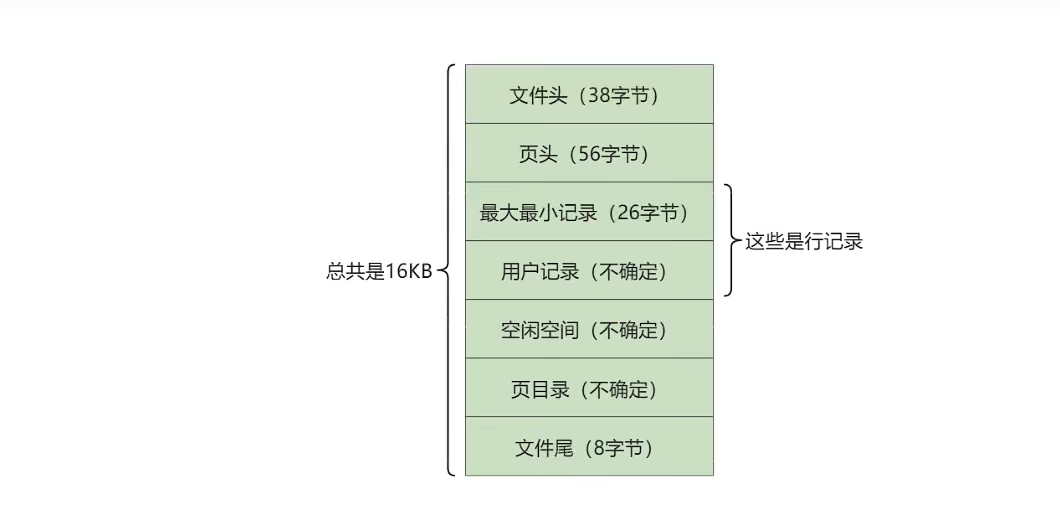 文件头（38字节）
页头（56字节）
最大最小记录（26字节）
这些是行记录
用户记录（不确定）
总共是16KB
空闲空间（不确定）
页目录（不确定）
文件尾（8字节）